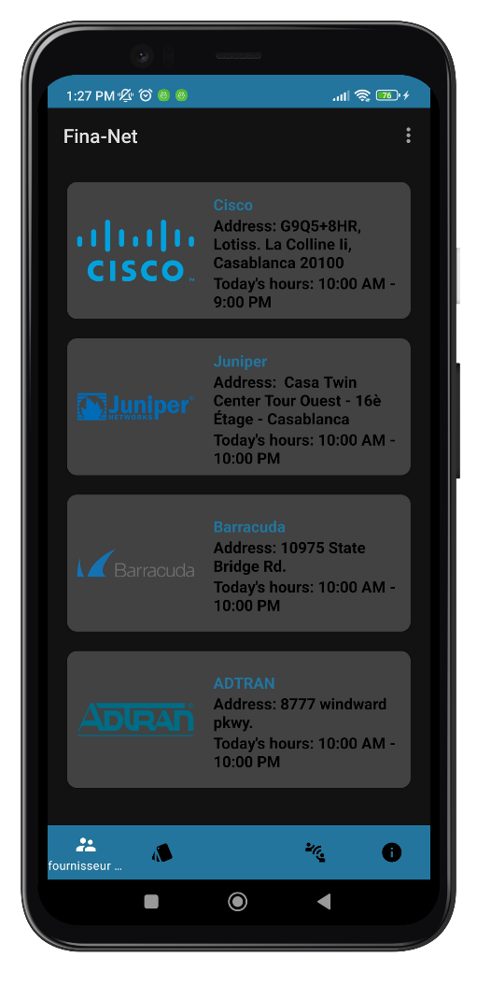 1:27 PM
76
Fina-Net
CISCO
Cisco
Address: G9Q5+8HR,
Lotiss. La Colline Ii,
Casablanca 20100
Today's hours: 10:00 AM -
9:00 PM
Juniper®
NETWORKS
Juniper
Address:  Casa Twin
Center Tour Ouest - 16è
Étage - Casablanca
Today's hours: 10:00 AM -
10:00 PM
Barracuda
Barracuda
Address: 10975 State
Bridge Rd.
Today's hours: 10:00 AM -
10:00 PM
ADTRAN
ADTRAN
Address: 8777 windward
pkwy.
Today's hours: 10:00 AM -
10:00 PM
fournisseur ...